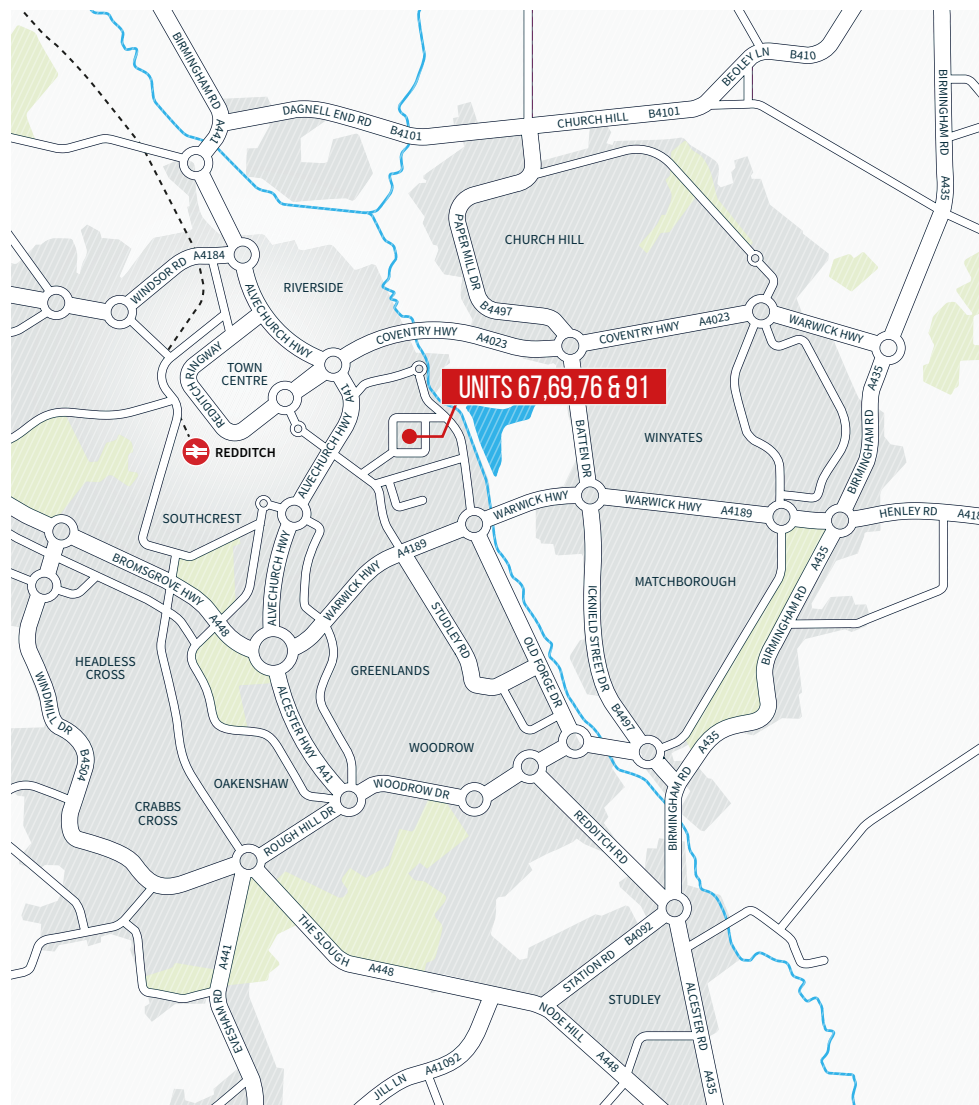 BIRMINGHAM RD
A441
DAGNELL END RD
B4101
CHURCH HILL
B4101
BEOLEY LN
B410
BIRMINGHAM RD
A435
CHURCH HILL
PAPER MILL DR
B4497
WINDSOR RD
A4184
RIVERSIDE
ALVECHURCH HWY
COVENTRY HWY
A4023
COVENTRY HWY
A4023
WARWICK HWY
A435
REDDITCH RINGWAY
TOWN
CENTRE
A41
ALVECHURCH HWY
UNITS 67,69,76 & 91
REDDITCH
BATTEN DR
WINYATES
BIRMINGHAM RD
SOUTHCREST
WARWICK HWY
WARWICK HWY
A4189
HENLEY RD
A418
BROMSGROVE HWY
A448
ALVECHURCH HWY
WARWICK HWY
A4189
STUDLEY RD
OLD FORGE DR
ICKNIELD STREET DR
B4497
MATCHBOROUGH
A435
BIRMINGHAM RD
A435
HEADLESS
CROSS
WINDMILL DR
B4504
GREENLANDS
ALCESTER HWY
A41
WOODROW
OAKENSHAW
WOODROW DR
CRABBS
CROSS
ROUGH HILL DR
REDDITCH RD
BIRMINGHAM RD
THE SLOUGH
A448
A441
EVESHAM RD
STATION RD
B4092
STUDLEY
NODE HILL
A448
ALCESTER RD
A435
JILL LN
A41092